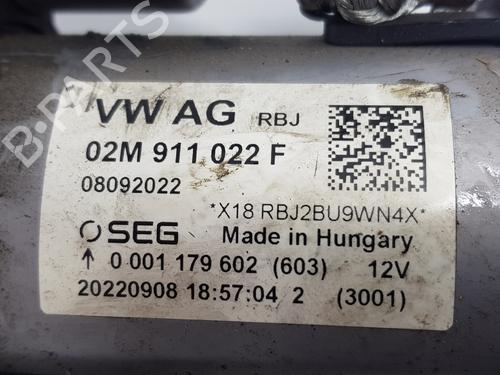 B-PARTS
VW AG RBJ
02M 911 022 F
08092022
*X18 RBJ2BU9WN4X*
SEG Made in Hungary
↑ 0 001 179 602 (603) 12V
20220908 18:57:04 2 (3001)